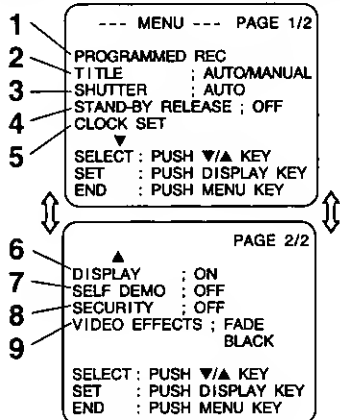 --- MENU --- PAGE 1/2
1 PROGRAMMED REC
2 TITLE ; AUTO/MANUAL
3 SHUTTER ; AUTO
4 STAND-BY RELEASE ; OFF
5 CLOCK SET
▼
SELECT : PUSH ▼/▲ KEY
SET : PUSH DISPLAY KEY
END : PUSH MENU KEY
PAGE 2/2
▲
6 DISPLAY ; ON
7 SELF DEMO ; OFF
8 SECURITY ; OFF
9 VIDEO EFFECTS ; FADE
BLACK
SELECT : PUSH ▼/▲ KEY
SET : PUSH DISPLAY KEY
END : PUSH MENU KEY